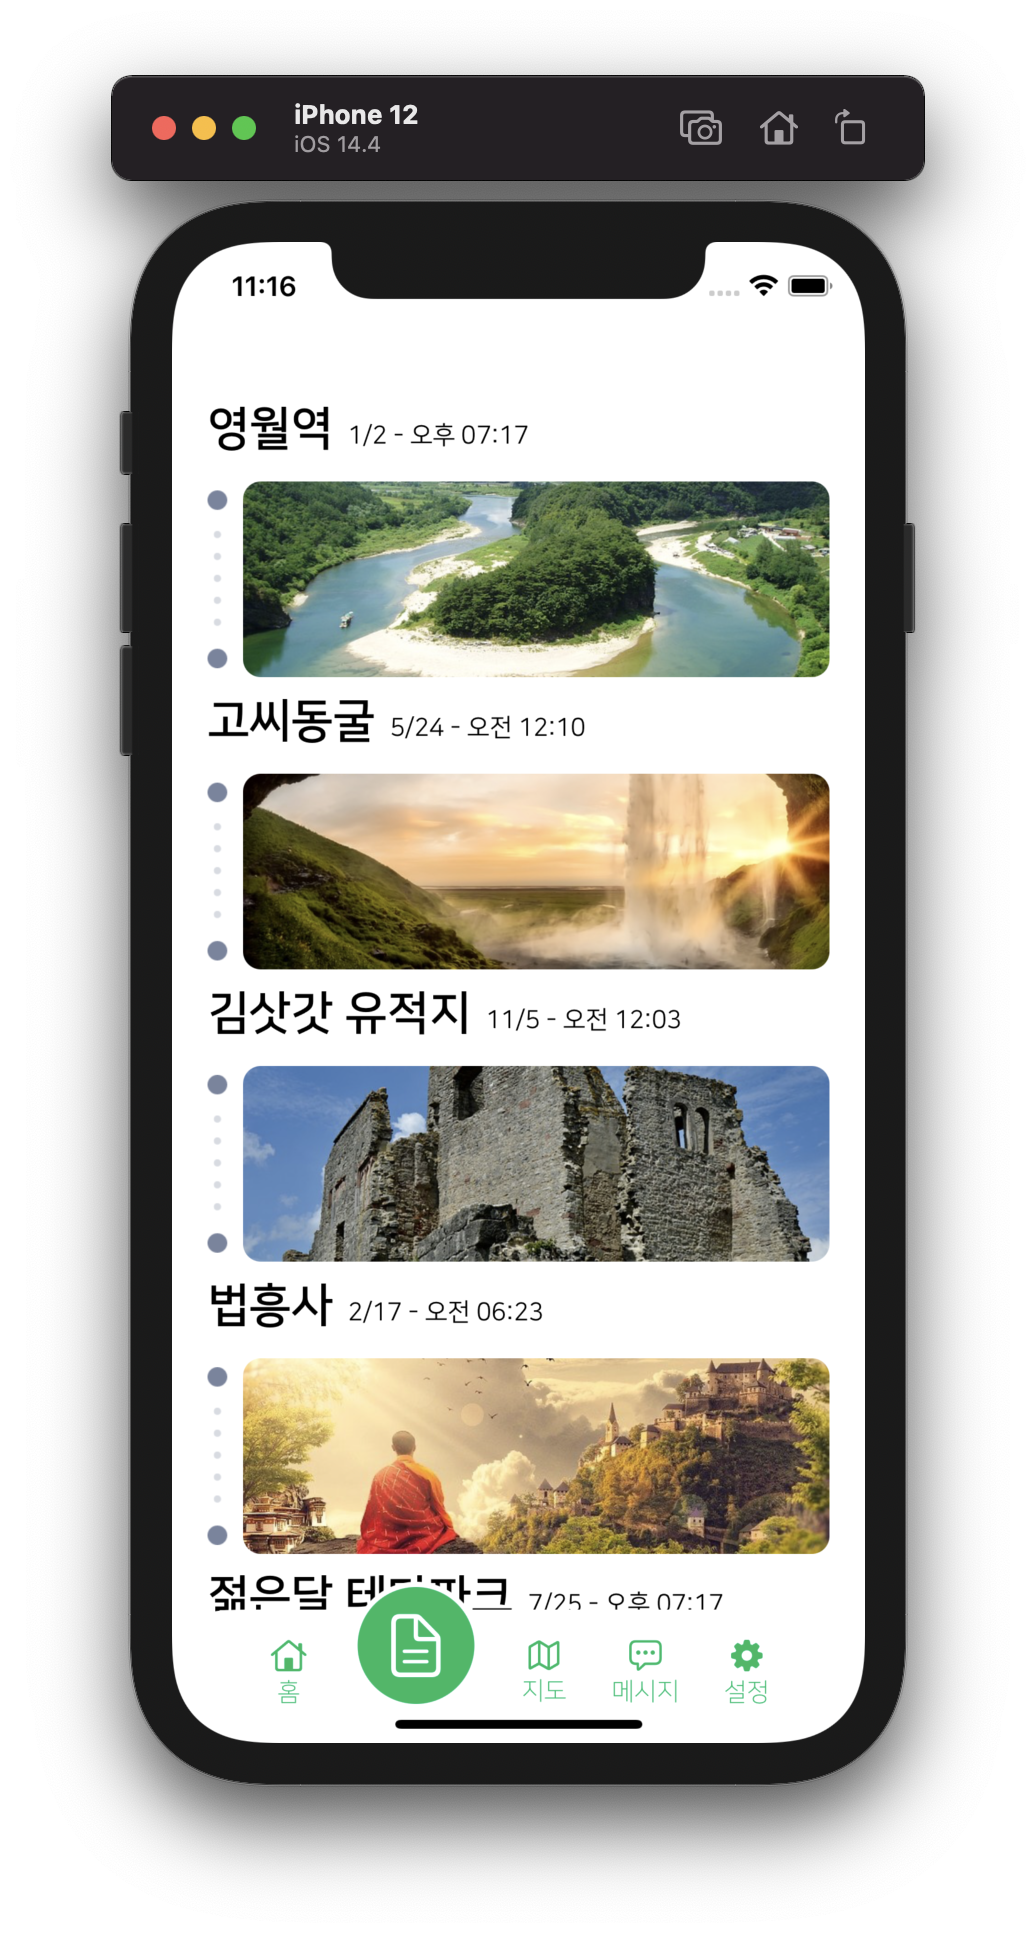 iPhone 12
iOS 14.4
11:16
영월역 1/2 - 오후 07:17
고씨동굴 5/24 - 오전 12:10
김삿갓 유적지 11/5 - 오전 12:03
법흥사 2/17 - 오전 06:23
젊은달 7/25 - 오후 07:17
홈 지도 메시지 설정